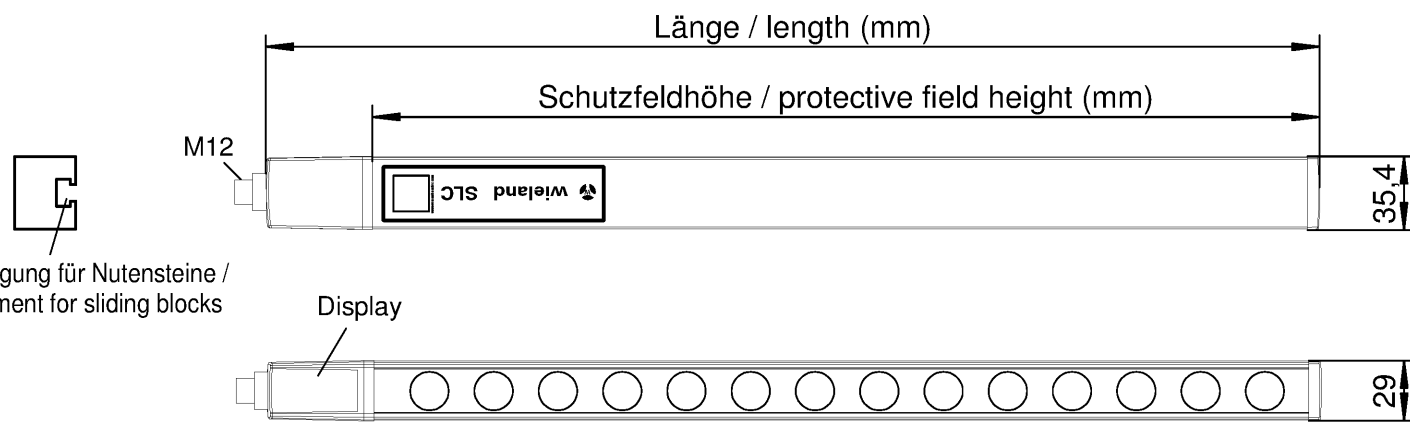 Länge / length (mm)
Schutzfeldhöhe / protective field height (mm)
M12
wieland SLC
35,4
gung für Nutensteine /
ment for sliding blocks
Display
29